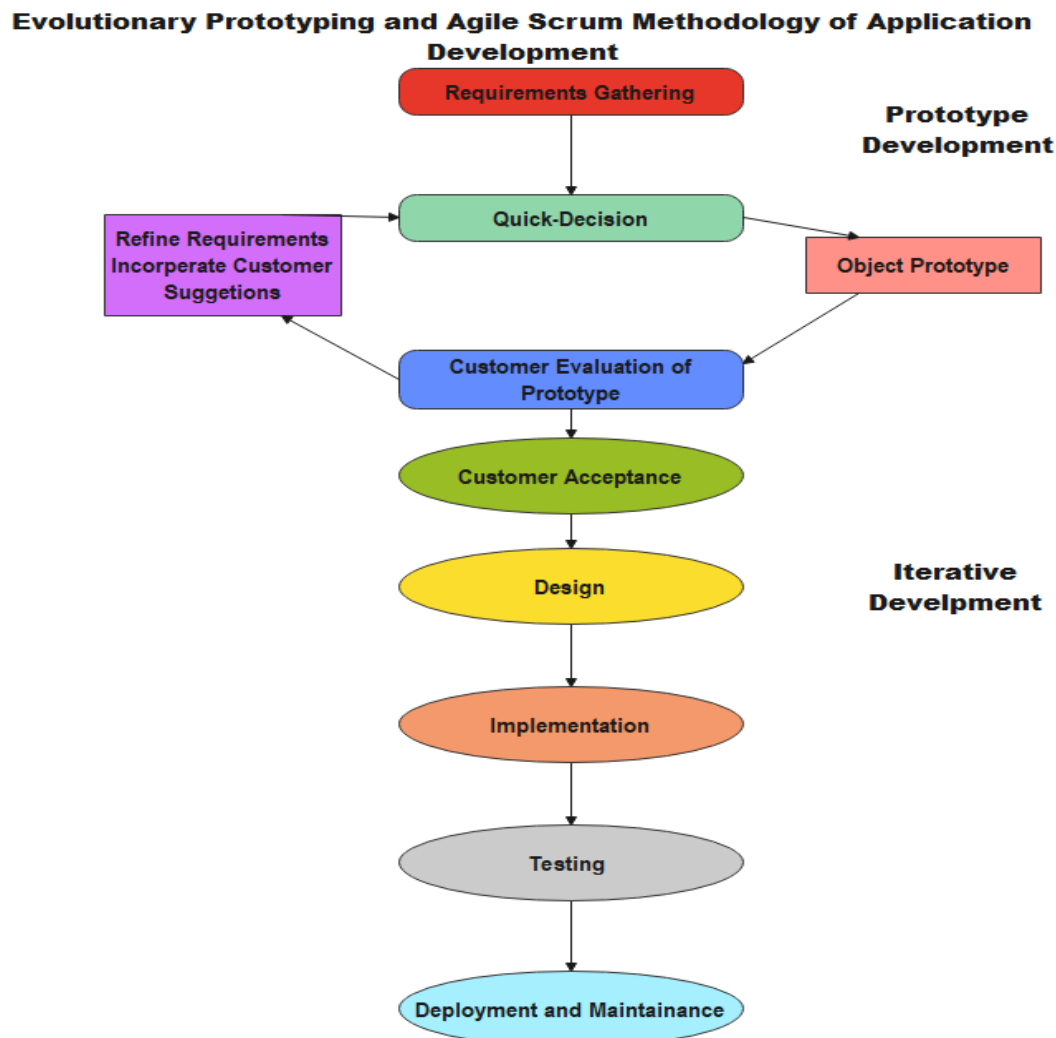 Evolutionary Prototyping and Agile Scrum Methodology of Application
Development
Requirements Gathering
Prototype
Development
Quick-Decision
Refine Requirements
Incorperate Customer
Suggetions
Object Prototype
Customer Evaluation of
Prototype
Customer Acceptance
Design
Iterative
Develpment
Implementation
Testing
Deployment and Maintainance